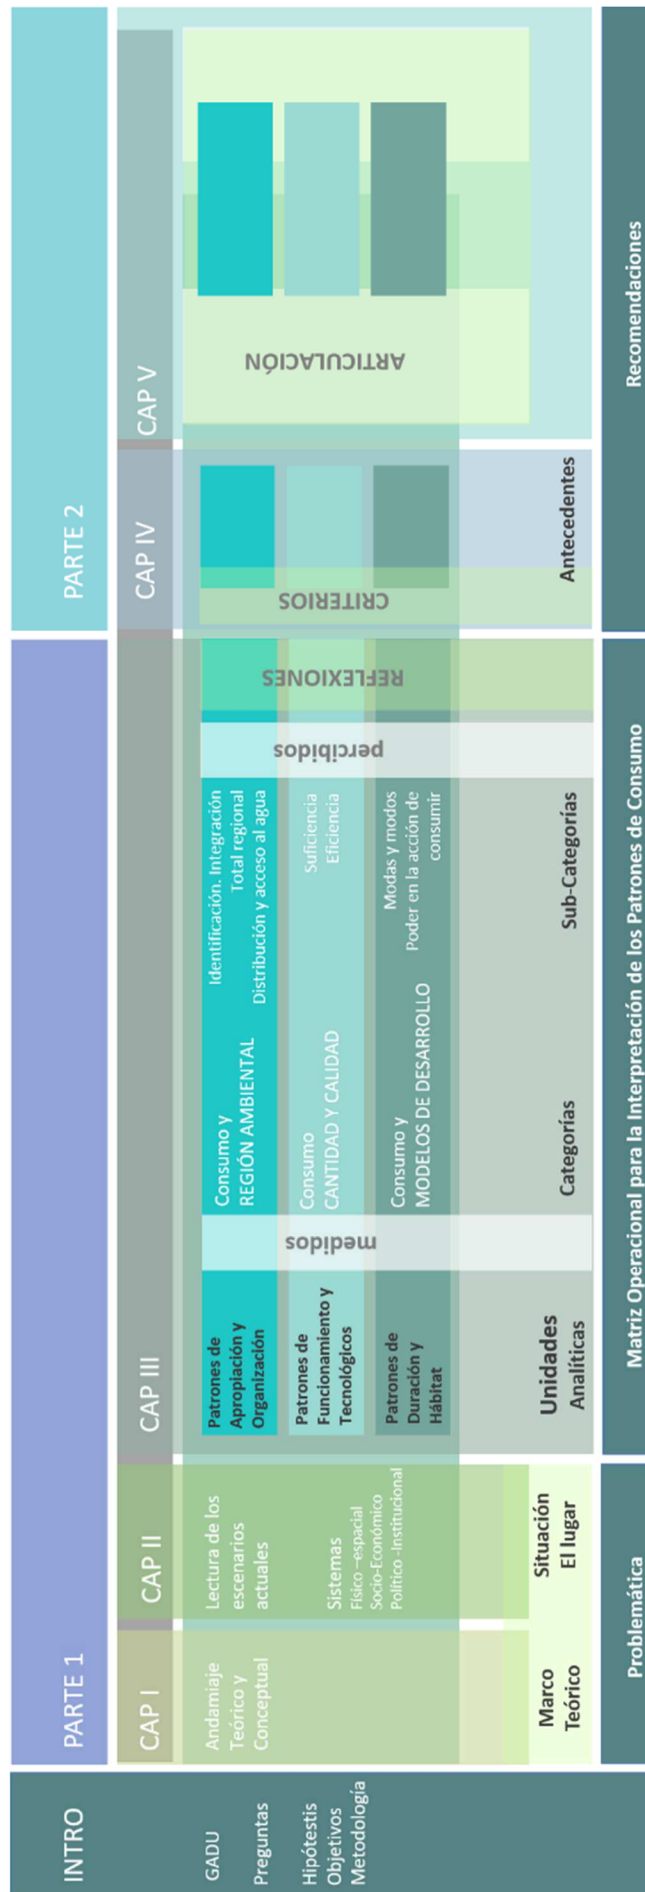 INTRO
GADU
Preguntas
Hipótestis
Objetivos
Metodología
PARTE 1
CAP I
Andamiaje
Teórico y
Conceptual
Marco
Teórico
CAP II
Lectura de los
escenarios
actuales
Sistemas
Físico –espacial
Socio-Económico
Político -Institucional
Situación
El lugar
Problemática
CAP III
Patrones de
Apropiación y
Organización
Patrones de
Funcionamiento y
Tecnológicos
Patrones de
Duración y
Hábitat
Unidades
Analíticas
medidos
Consumo y
REGIÓN AMBIENTAL
Consumo
CANTIDAD Y CALIDAD
Consumo y
MODELOS DE DESARROLLO
Categorías
Identificación. Integración
Total regional
Distribución y acceso al agua
Suficiencia
Eficiencia
Modas y modos
Poder en la acción de
consumir
Sub-Categorías
percibidos
REFLEXIONES
Matriz Operacional para la Interpretación de los Patrones de Consumo
PARTE 2
CAP IV
CRITERIOS
Antecedentes
CAP V
ARTICULACIÓN
Recomendaciones